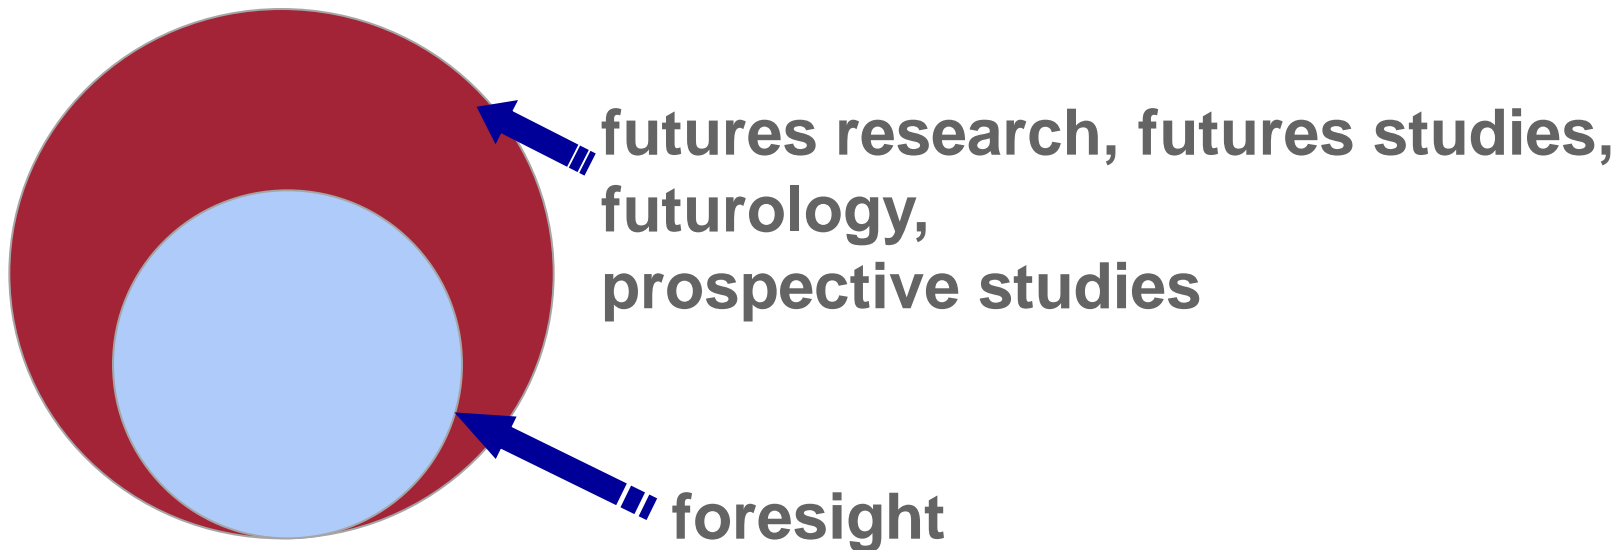 futures research, futures studies,
futurology,
prospective studies
foresight